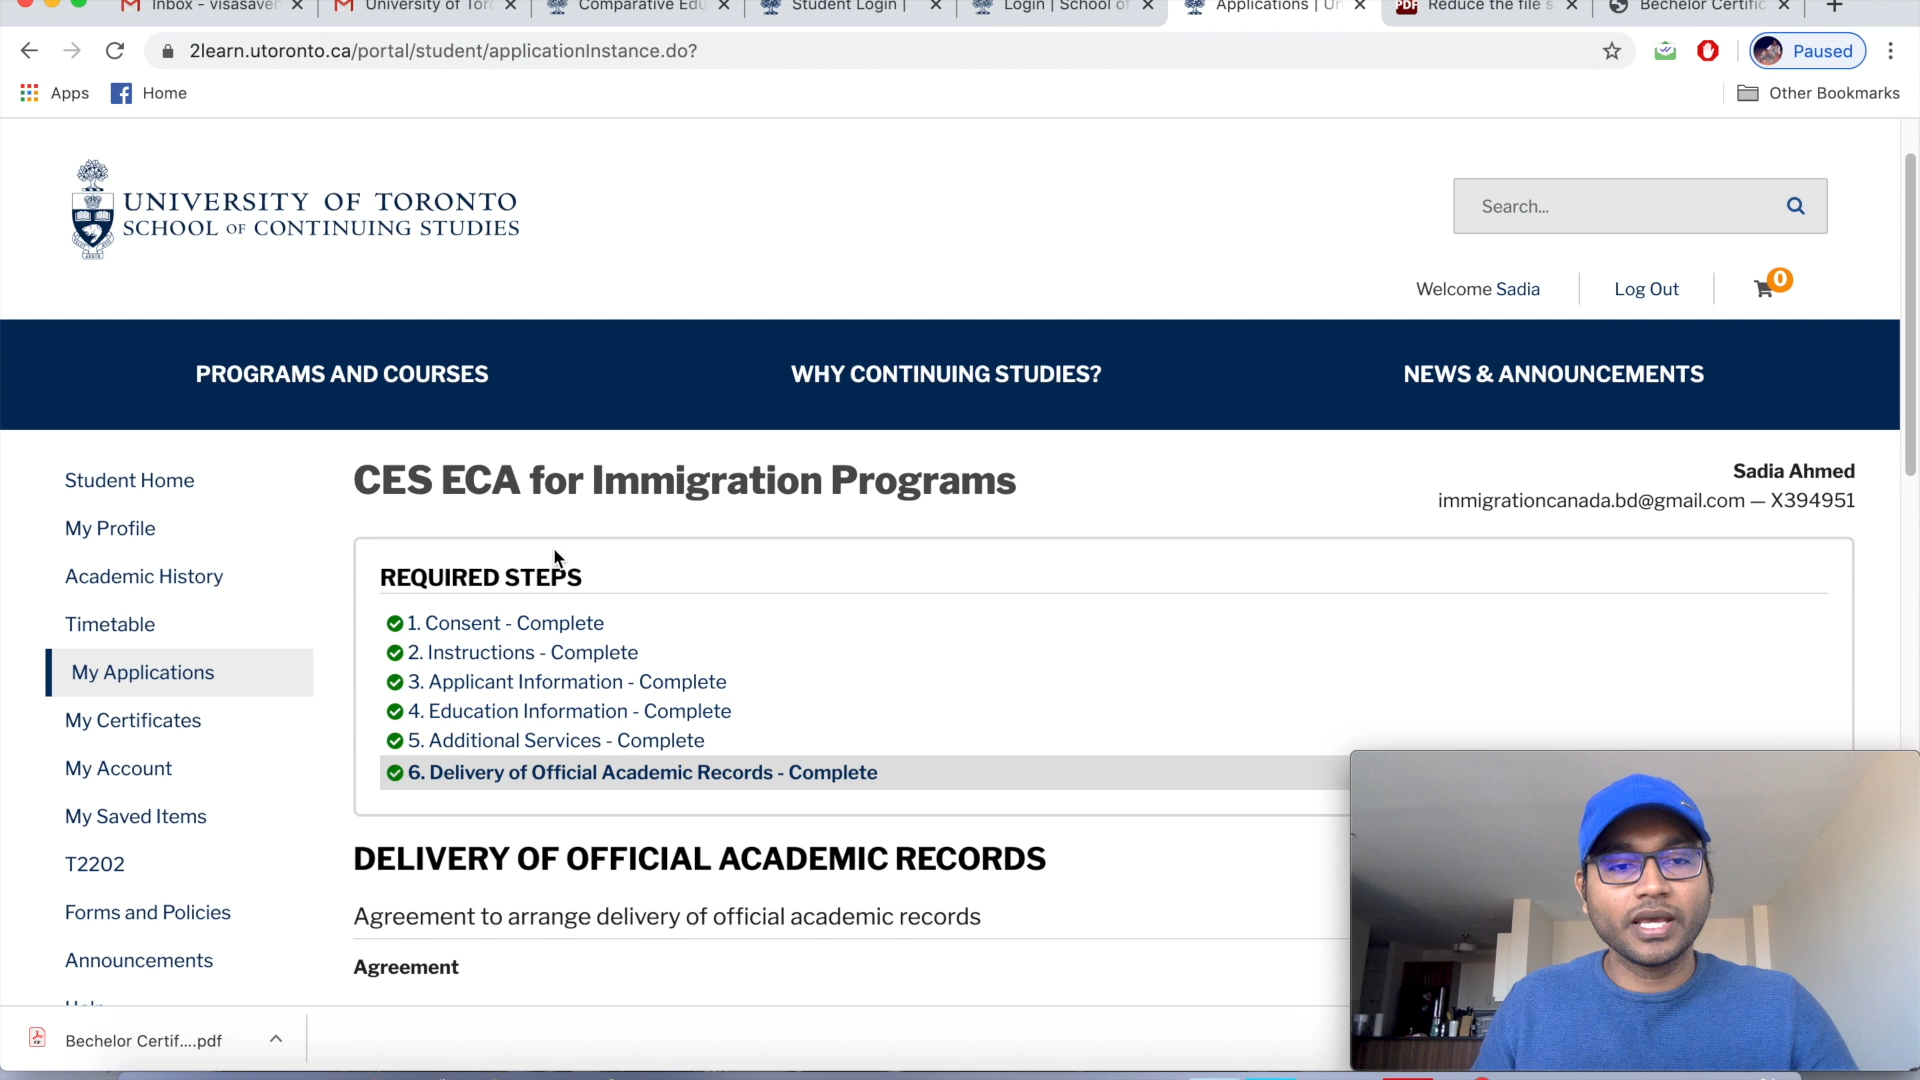 Inbox - visasaver
University of Toro
Comparative Edu
Student Login |
Login | School of
Applications | Un
PDF
Reduce the file s
Bechelor Certific
2learn.utoronto.ca/portal/student/applicationInstance.do?
Paused
Apps
Home
Other Bookmarks
UNIVERSITY OF TORONTO
SCHOOL OF CONTINUING STUDIES
Search...
Welcome Sadia
Log Out
0
PROGRAMS AND COURSES
WHY CONTINUING STUDIES?
NEWS & ANNOUNCEMENTS
Student Home
My Profile
Academic History
Timetable
My Applications
My Certificates
My Account
My Saved Items
T2202
Forms and Policies
Announcements
Help
CES ECA for Immigration Programs
Sadia Ahmed
immigrationcanada.bd@gmail.com — X394951
REQUIRED STEPS
1. Consent - Complete
2. Instructions - Complete
3. Applicant Information - Complete
4. Education Information - Complete
5. Additional Services - Complete
6. Delivery of Official Academic Records - Complete
DELIVERY OF OFFICIAL ACADEMIC RECORDS
Agreement to arrange delivery of official academic records
Agreement
Bechelor Certif....pdf